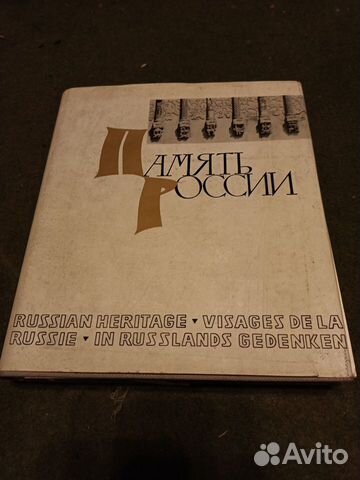 ПАМЯТЬ
РОССИИ
RUSSIAN HERITAGE ▾ VISAGES DE LA
RUSSIE ▾ IN RUSSLANDS GEDENKEN
Avito